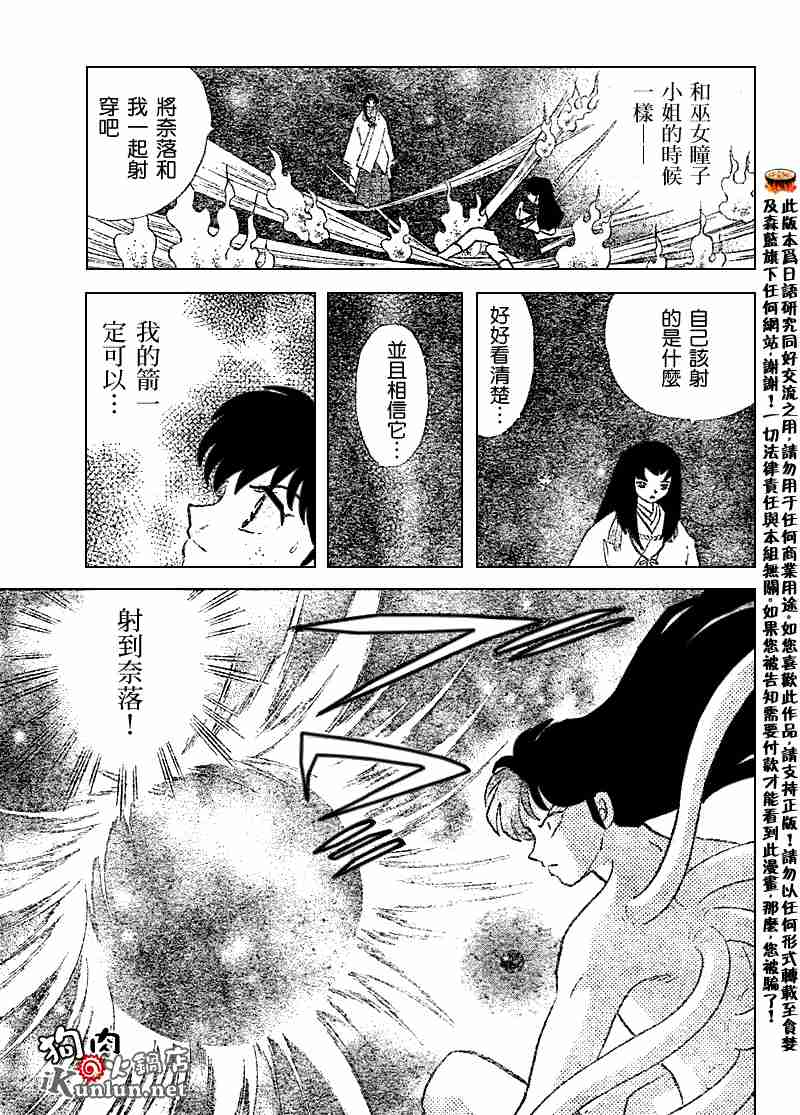 和巫女瞳子
小姐的時候
一樣——
將奈落和
我一起射
穿吧
自己該射
的是什麼
好好看清楚…
並且相信它…
我的箭一
定可以…
射到奈落！
此版本爲日語研究同好交流之用，請勿用于任何商業用途。如您喜歡此作品，請支持正版！請勿以任何形式轉載至貪婪
及森藍旗下任何網站，謝謝！一切法律責任與本組無關。如果您被告知需要付款才能看到此漫畫，那麼，您被騙了！
狗肉火鍋店
iKunlun.net